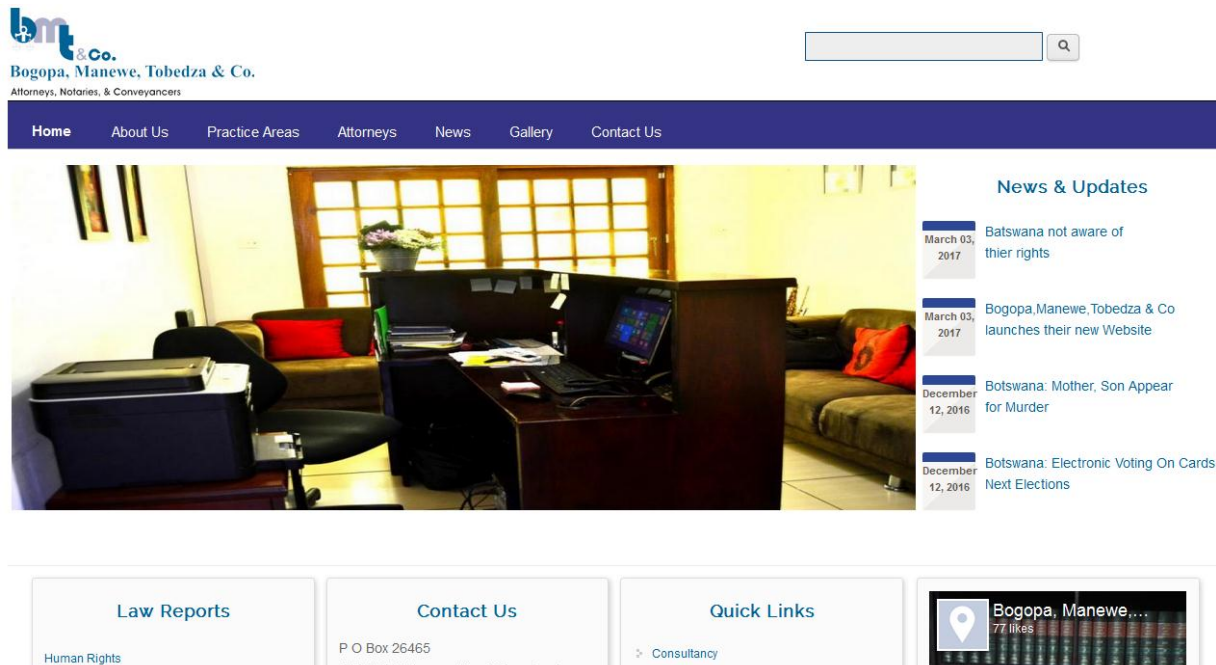 bmt
& Co.
Bogopa, Manewe, Tobedza & Co.
Attorneys, Notaries, & Conveyancers
Home About Us Practice Areas Attorneys News Gallery Contact Us
News & Updates
March 03, 2017
Batswana not aware of
thier rights
March 03, 2017
Bogopa,Manewe,Tobedza & Co
launches their new Website
December 12, 2016
Botswana: Mother, Son Appear
for Murder
December 12, 2016
Botswana: Electronic Voting On Cards
Next Elections
Law Reports
Human Rights
Contact Us
P O Box 26465
Quick Links
Consultancy
Bogopa, Manewe,...
77 likes